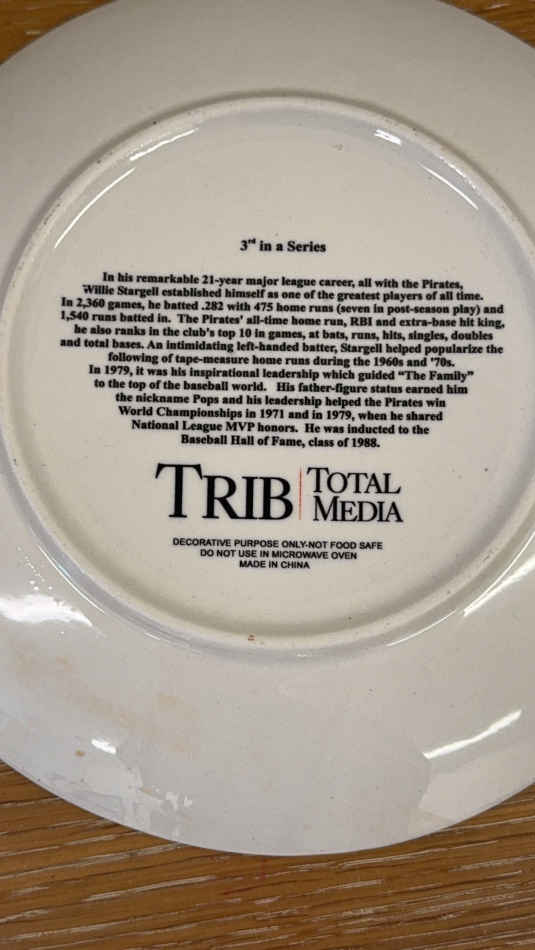 3rd in a Series
In his remarkable 21-year major league career, all with the Pirates,
Willie Stargell established himself as one of the greatest players of all time.
In 2,360 games, he batted .282 with 475 home runs (seven in post-season play) and
1,540 runs batted in. The Pirates' all-time home run, RBI and extra-base hit king,
he also ranks in the club's top 10 in games, at bats, runs, hits, singles, doubles
and total bases. An intimidating left-handed batter, Stargell helped popularize the
following of tape-measure home runs during the 1960s and '70s.
In 1979, it was his inspirational leadership which guided “The Family”
to the top of the baseball world. His father-figure status earned him
the nickname Pops and his leadership helped the Pirates win
World Championships in 1971 and in 1979, when he shared
National League MVP honors. He was inducted to the
Baseball Hall of Fame, class of 1988.
TRIB TOTAL
MEDIA
DECORATIVE PURPOSE ONLY-NOT FOOD SAFE
DO NOT USE IN MICROWAVE OVEN
MADE IN CHINA